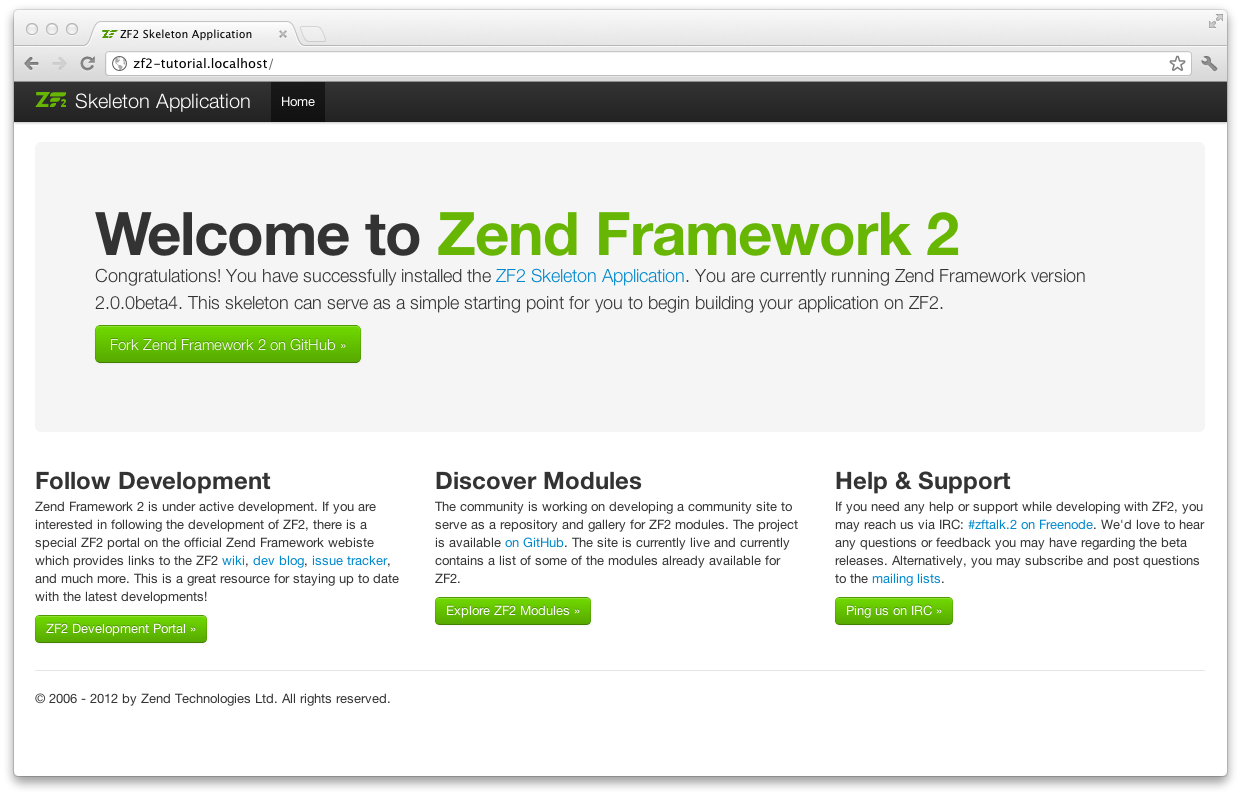 ZF2 Skeleton Application
zf2-tutorial.localhost/
ZF2 Skeleton Application
Home
Welcome to Zend Framework 2
Congratulations! You have successfully installed the ZF2 Skeleton Application. You are currently running Zend Framework version
2.0.0beta4. This skeleton can serve as a simple starting point for you to begin building your application on ZF2.
Fork Zend Framework 2 on GitHub »
Follow Development
Zend Framework 2 is under active development. If you are
interested in following the development of ZF2, there is a
special ZF2 portal on the official Zend Framework webiste
which provides links to the ZF2 wiki, dev blog, issue tracker,
and much more. This is a great resource for staying up to date
with the latest developments!
ZF2 Development Portal »
Discover Modules
The community is working on developing a community site to
serve as a repository and gallery for ZF2 modules. The project
is available on GitHub. The site is currently live and currently
contains a list of some of the modules already available for
ZF2.
Explore ZF2 Modules »
Help & Support
If you need any help or support while developing with ZF2, you
may reach us via IRC: #zftalk.2 on Freenode. We'd love to hear
any questions or feedback you may have regarding the beta
releases. Alternatively, you may subscribe and post questions
to the mailing lists.
Ping us on IRC »
© 2006 - 2012 by Zend Technologies Ltd. All rights reserved.